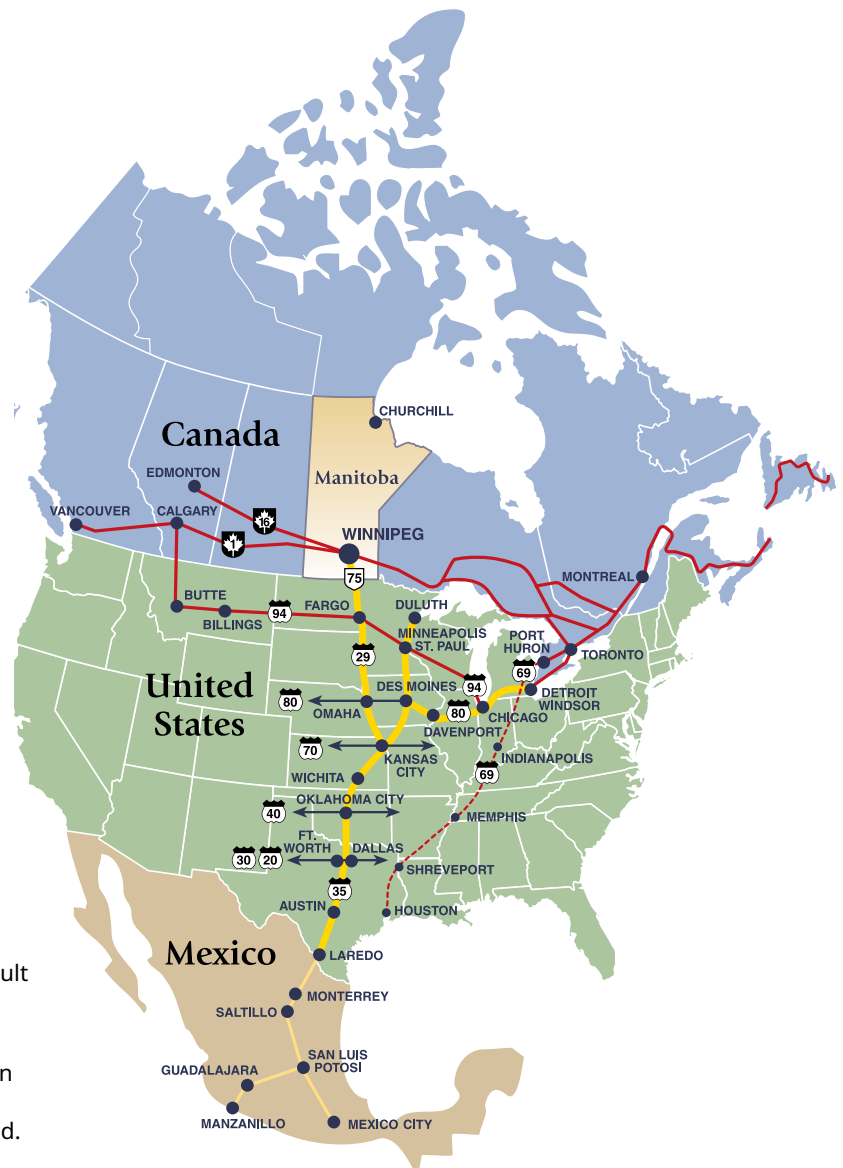 CHURCHILL
Canada
Manitoba
EDMONTON
VANCOUVER
CALGARY
16
1
WINNIPEG
75
MONTREAL
BUTTE
BILLINGS
94
FARGO
DULUTH
MINNEAPOLIS
ST. PAUL
PORT
HURON
TORONTO
29
69
94
DES MOINES
DETROIT
WINDSOR
United
States
80
OMAHA
80
CHICAGO
DAVENPORT
70
KANSAS
CITY
INDIANAPOLIS
69
WICHITA
OKLAHOMA CITY
40
MEMPHIS
FT.
WORTH
DALLAS
30
20
SHREVEPORT
35
AUSTIN
HOUSTON
Mexico
LAREDO
ult
MONTERREY
SALTILLO
SAN LUIS
POTOSÍ
n
GUADALAJARA
MANZANILLO
MEXICO CITY
d.